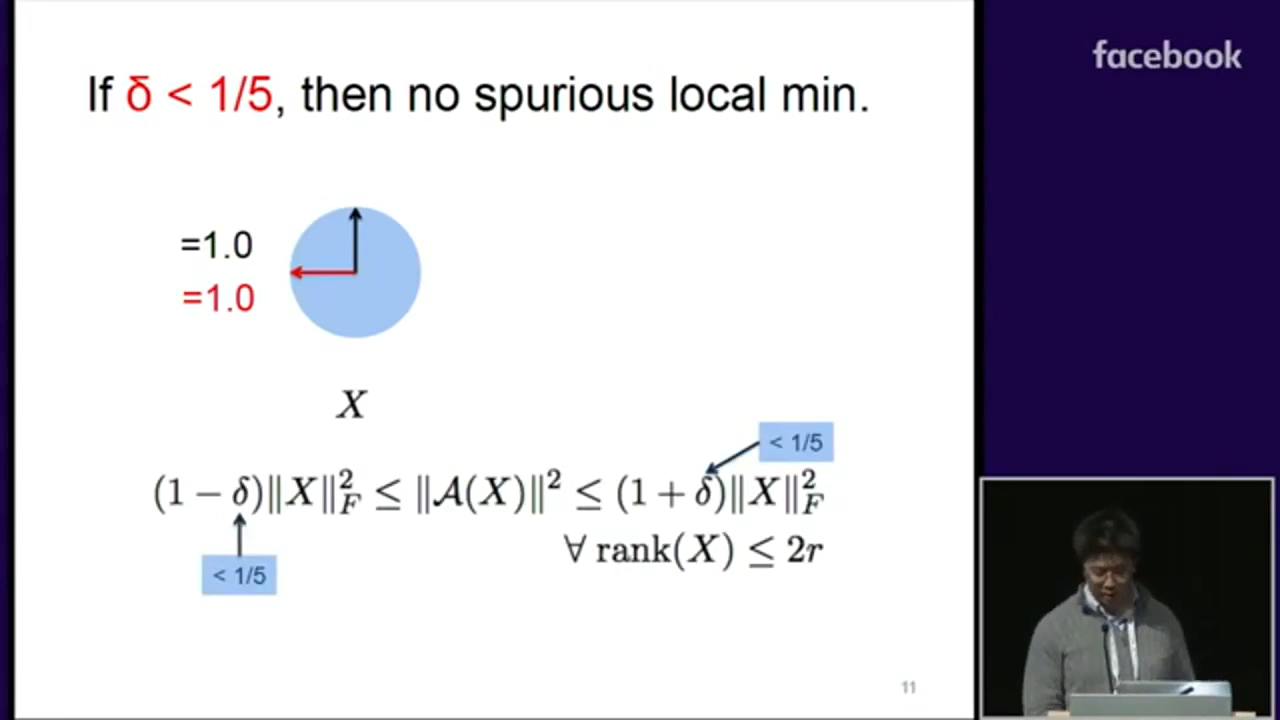 facebook
If δ < 1/5, then no spurious local min.
=1.0
=1.0
X
< 1/5
(1 − δ)‖X‖²_F ≤ ‖𝒜(X)‖² ≤ (1 + δ)‖X‖²_F
∀ rank(X) ≤ 2r
< 1/5
11